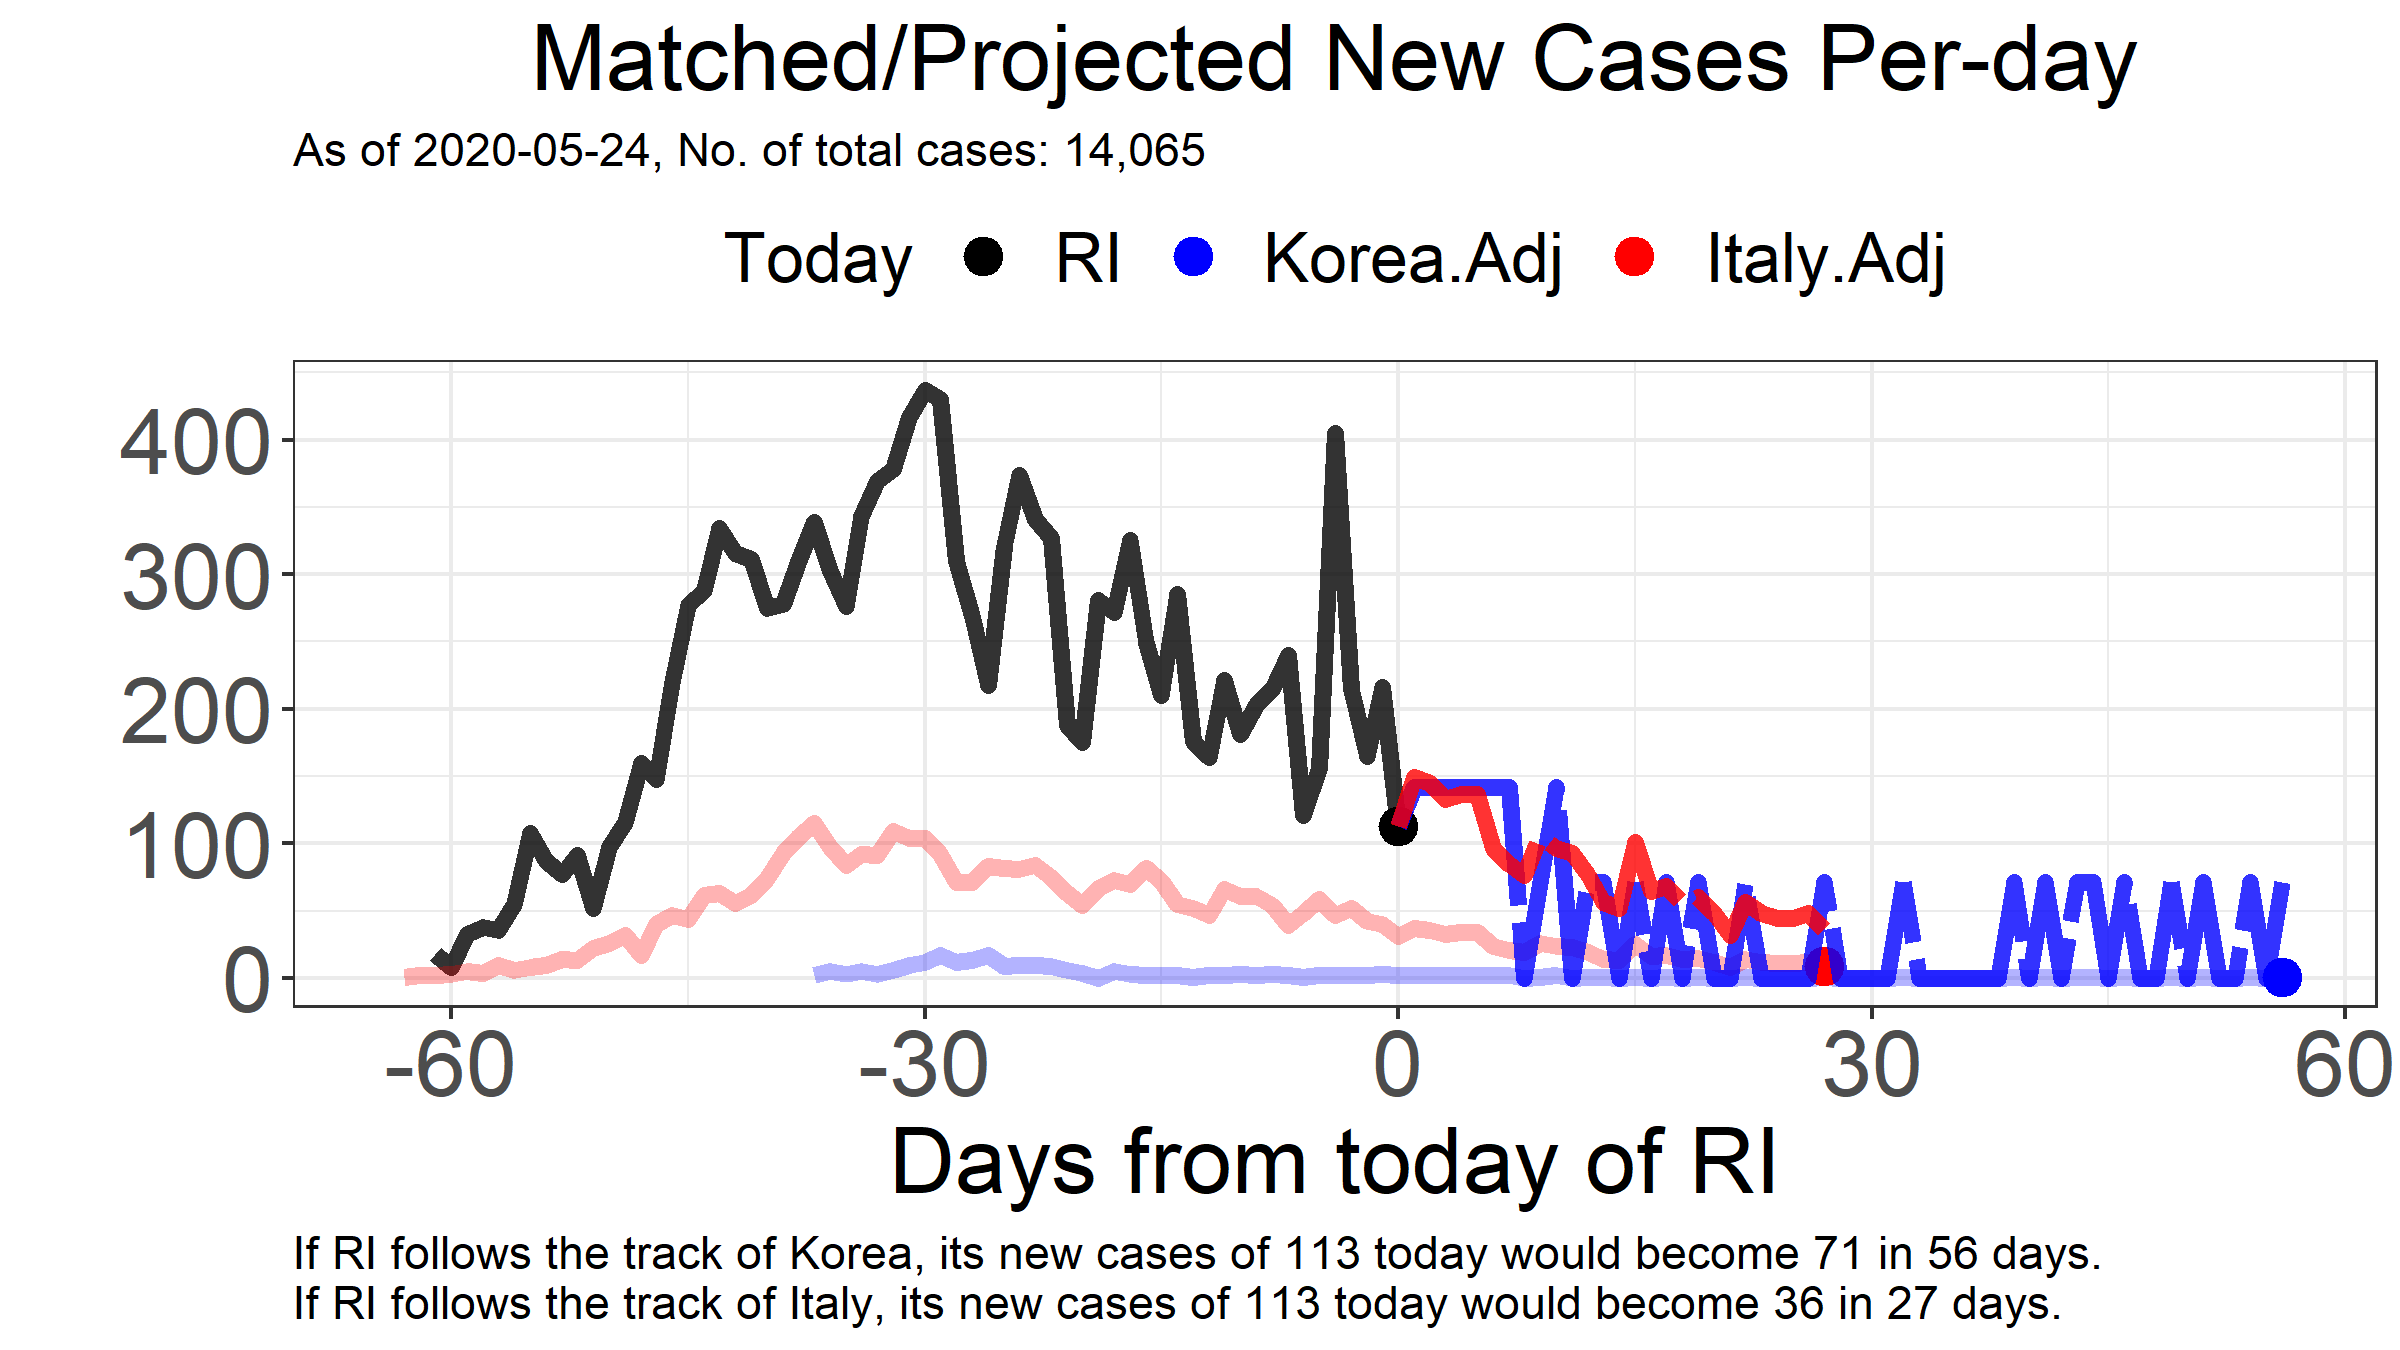 Matched/Projected New Cases Per-day
As of 2020-05-24, No. of total cases: 14,065
Today RI Korea.Adj Italy.Adj
400
300
200
100
0
-60 -30 0 30 60
Days from today of RI
If RI follows the track of Korea, its new cases of 113 today would become 71 in 56 days.
If RI follows the track of Italy, its new cases of 113 today would become 36 in 27 days.